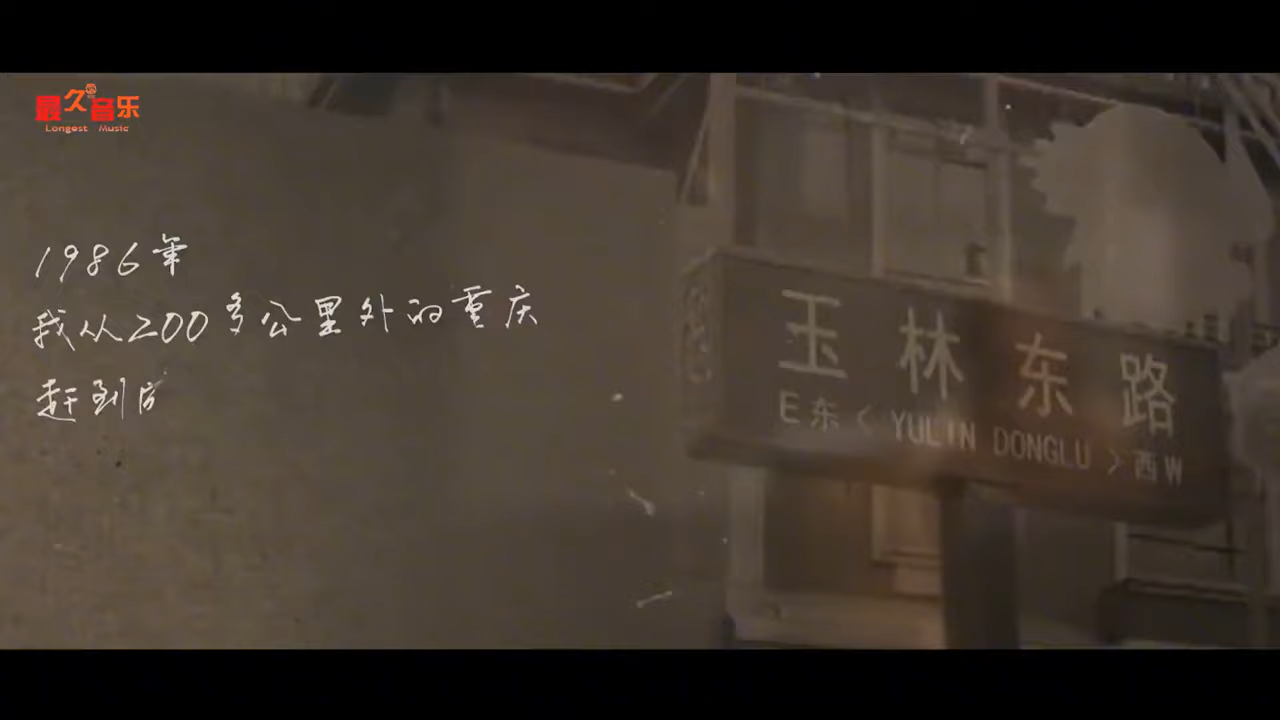 最久音乐
Longest Music
1986年
我从200多公里外的重庆
赶到
玉林东路
E东 < YULIN DONGLU > 西W